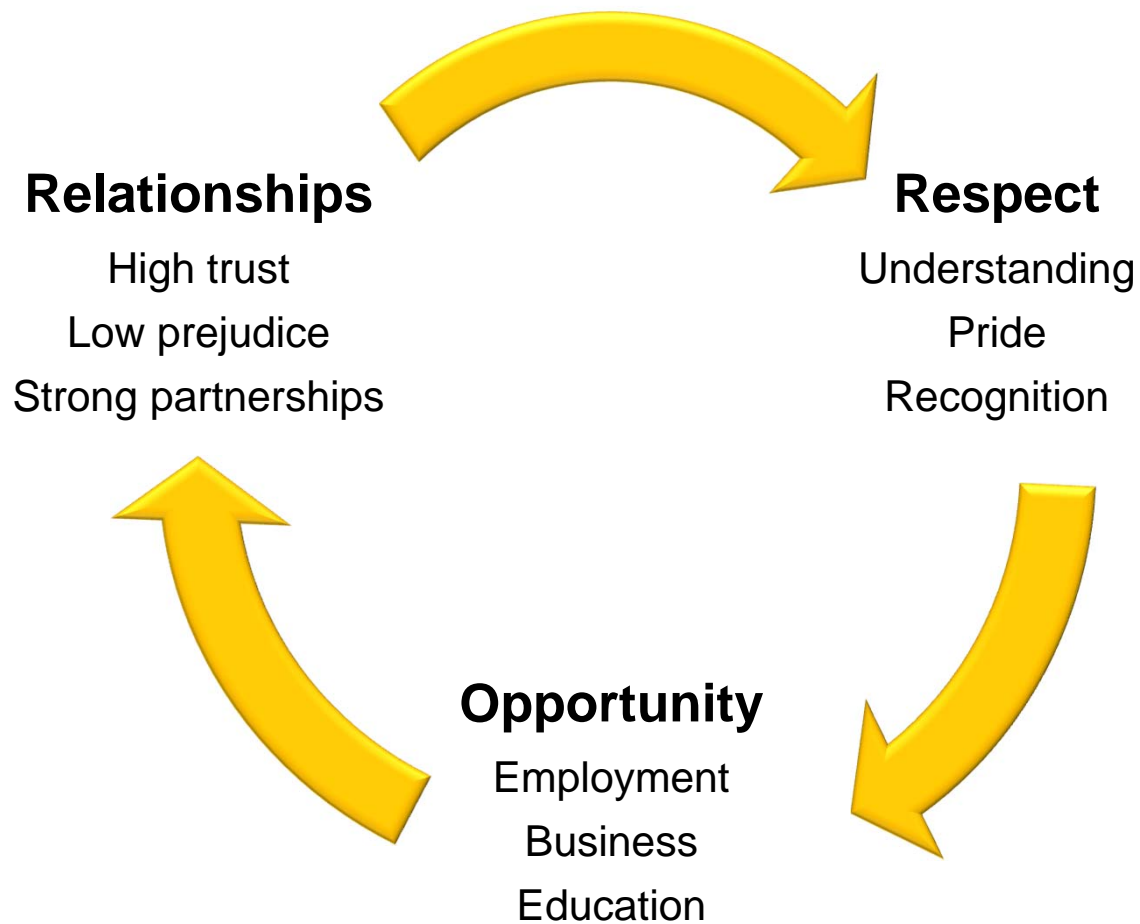 Relationships
High trust
Low prejudice
Strong partnerships
Respect
Understanding
Pride
Recognition
Opportunity
Employment
Business
Education